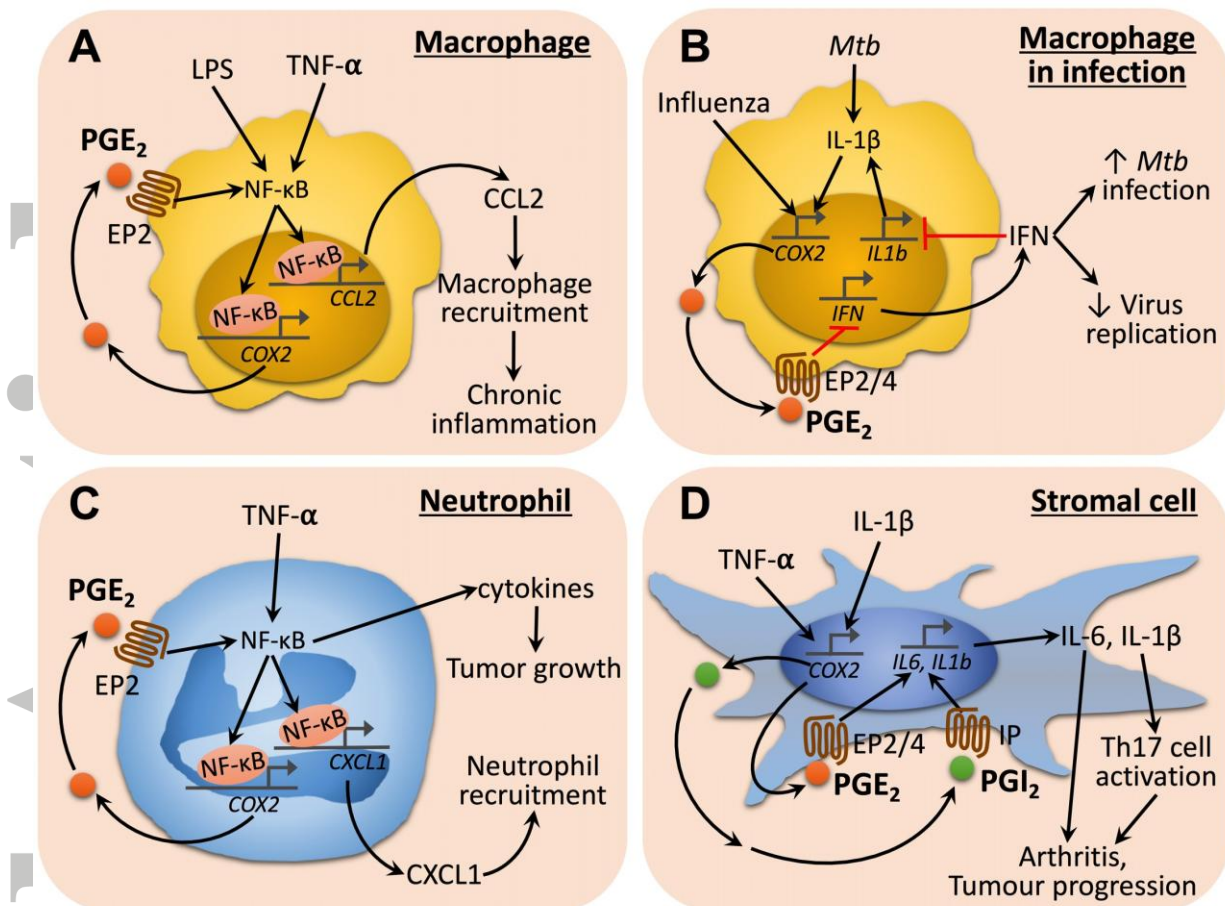 A
Macrophage
LPS
TNF-α
PGE₂
EP2
NF-κB
NF-κB
CCL2
NF-κB
COX2
CCL2
Macrophage
recruitment
Chronic
inflammation
B
Macrophage
in infection
Mtb
Influenza
IL-1β
COX2
IL1b
IFN
IFN
↑ Mtb
infection
↓ Virus
replication
EP2/4
PGE₂
C
Neutrophil
TNF-α
PGE₂
EP2
NF-κB
cytokines
Tumor growth
NF-κB
CXCL1
NF-κB
COX2
Neutrophil
recruitment
CXCL1
D
Stromal cell
IL-1β
TNF-α
COX2
IL6, IL1b
IL-6, IL-1β
EP2/4
PGE₂
IP
PGI₂
Th17 cell
activation
Arthritis,
Tumour progression